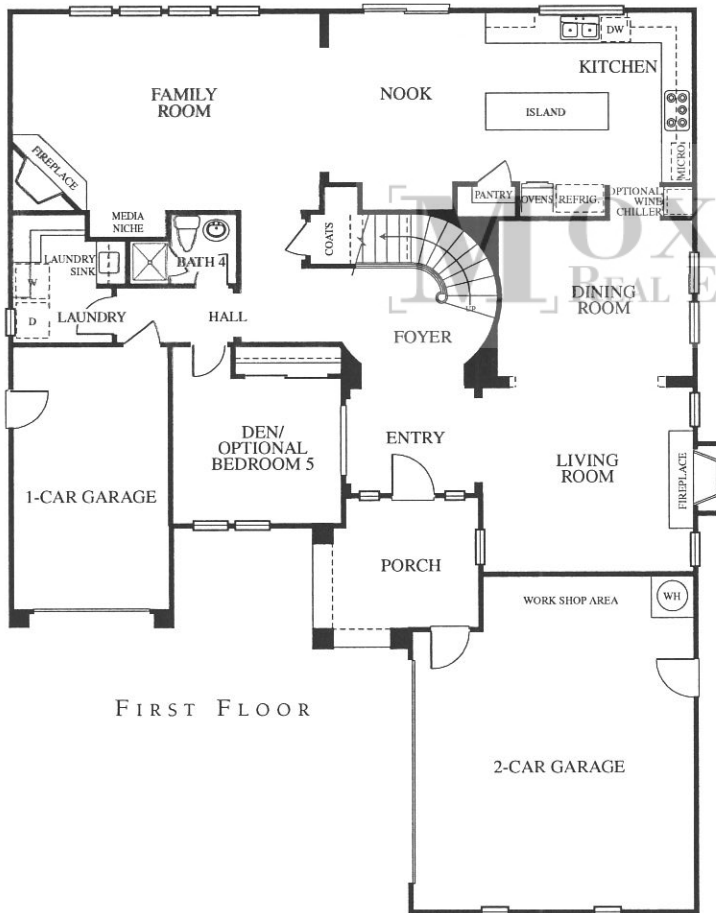 DW
KITCHEN
FAMILY
ROOM
NOOK
ISLAND
FIREPLACE
MICRO
PANTRY
OVENS
REFRIG.
OPTIONAL
WINE
CHILLER
MEDIA
NICHE
COATS
LAUNDRY
SINK
BATH 4
W
D
LAUNDRY
HALL
UP
FOYER
DINING
ROOM
MOX
REAL E
DEN/
OPTIONAL
BEDROOM 5
ENTRY
LIVING
ROOM
FIREPLACE
1-CAR GARAGE
PORCH
WORK SHOP AREA
WH
FIRST FLOOR
2-CAR GARAGE